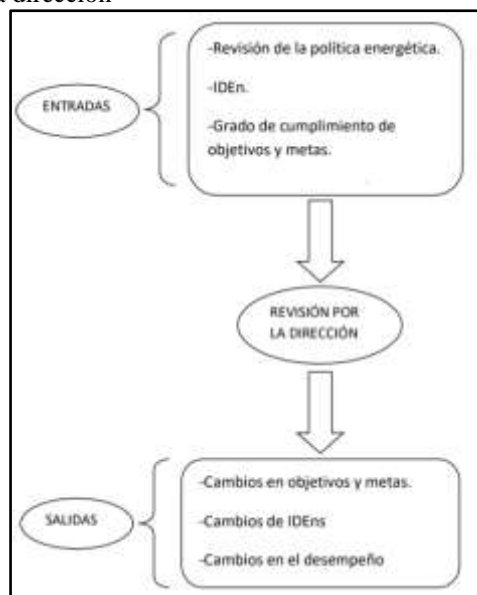 a dirección
-Revisión de la política energética.
ENTRADAS
-IDEn.
-Grado de cumplimiento de
objetivos y metas.
REVISIÓN POR
LA DIRECCIÓN
-Cambios en objetivos y metas.
SALIDAS
-Cambios de IDEns
-Cambios en el desempeño